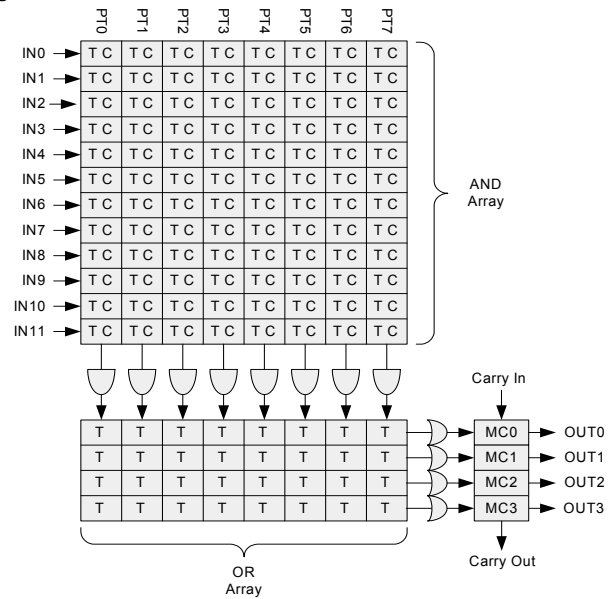 PT0 PT1 PT2 PT3 PT4 PT5 PT6 PT7
IN0 T C T C T C T C T C T C T C T C
IN1 T C T C T C T C T C T C T C T C
IN2 T C T C T C T C T C T C T C T C
IN3 T C T C T C T C T C T C T C T C
IN4 T C T C T C T C T C T C T C T C
IN5 T C T C T C T C T C T C T C T C
IN6 T C T C T C T C T C T C T C T C
IN7 T C T C T C T C T C T C T C T C
IN8 T C T C T C T C T C T C T C T C
IN9 T C T C T C T C T C T C T C T C
IN10 T C T C T C T C T C T C T C T C
IN11 T C T C T C T C T C T C T C T C
AND
Array
Carry In
T T T T T T T T MC0 OUT0
T T T T T T T T MC1 OUT1
T T T T T T T T MC2 OUT2
T T T T T T T T MC3 OUT3
Carry Out
OR
Array